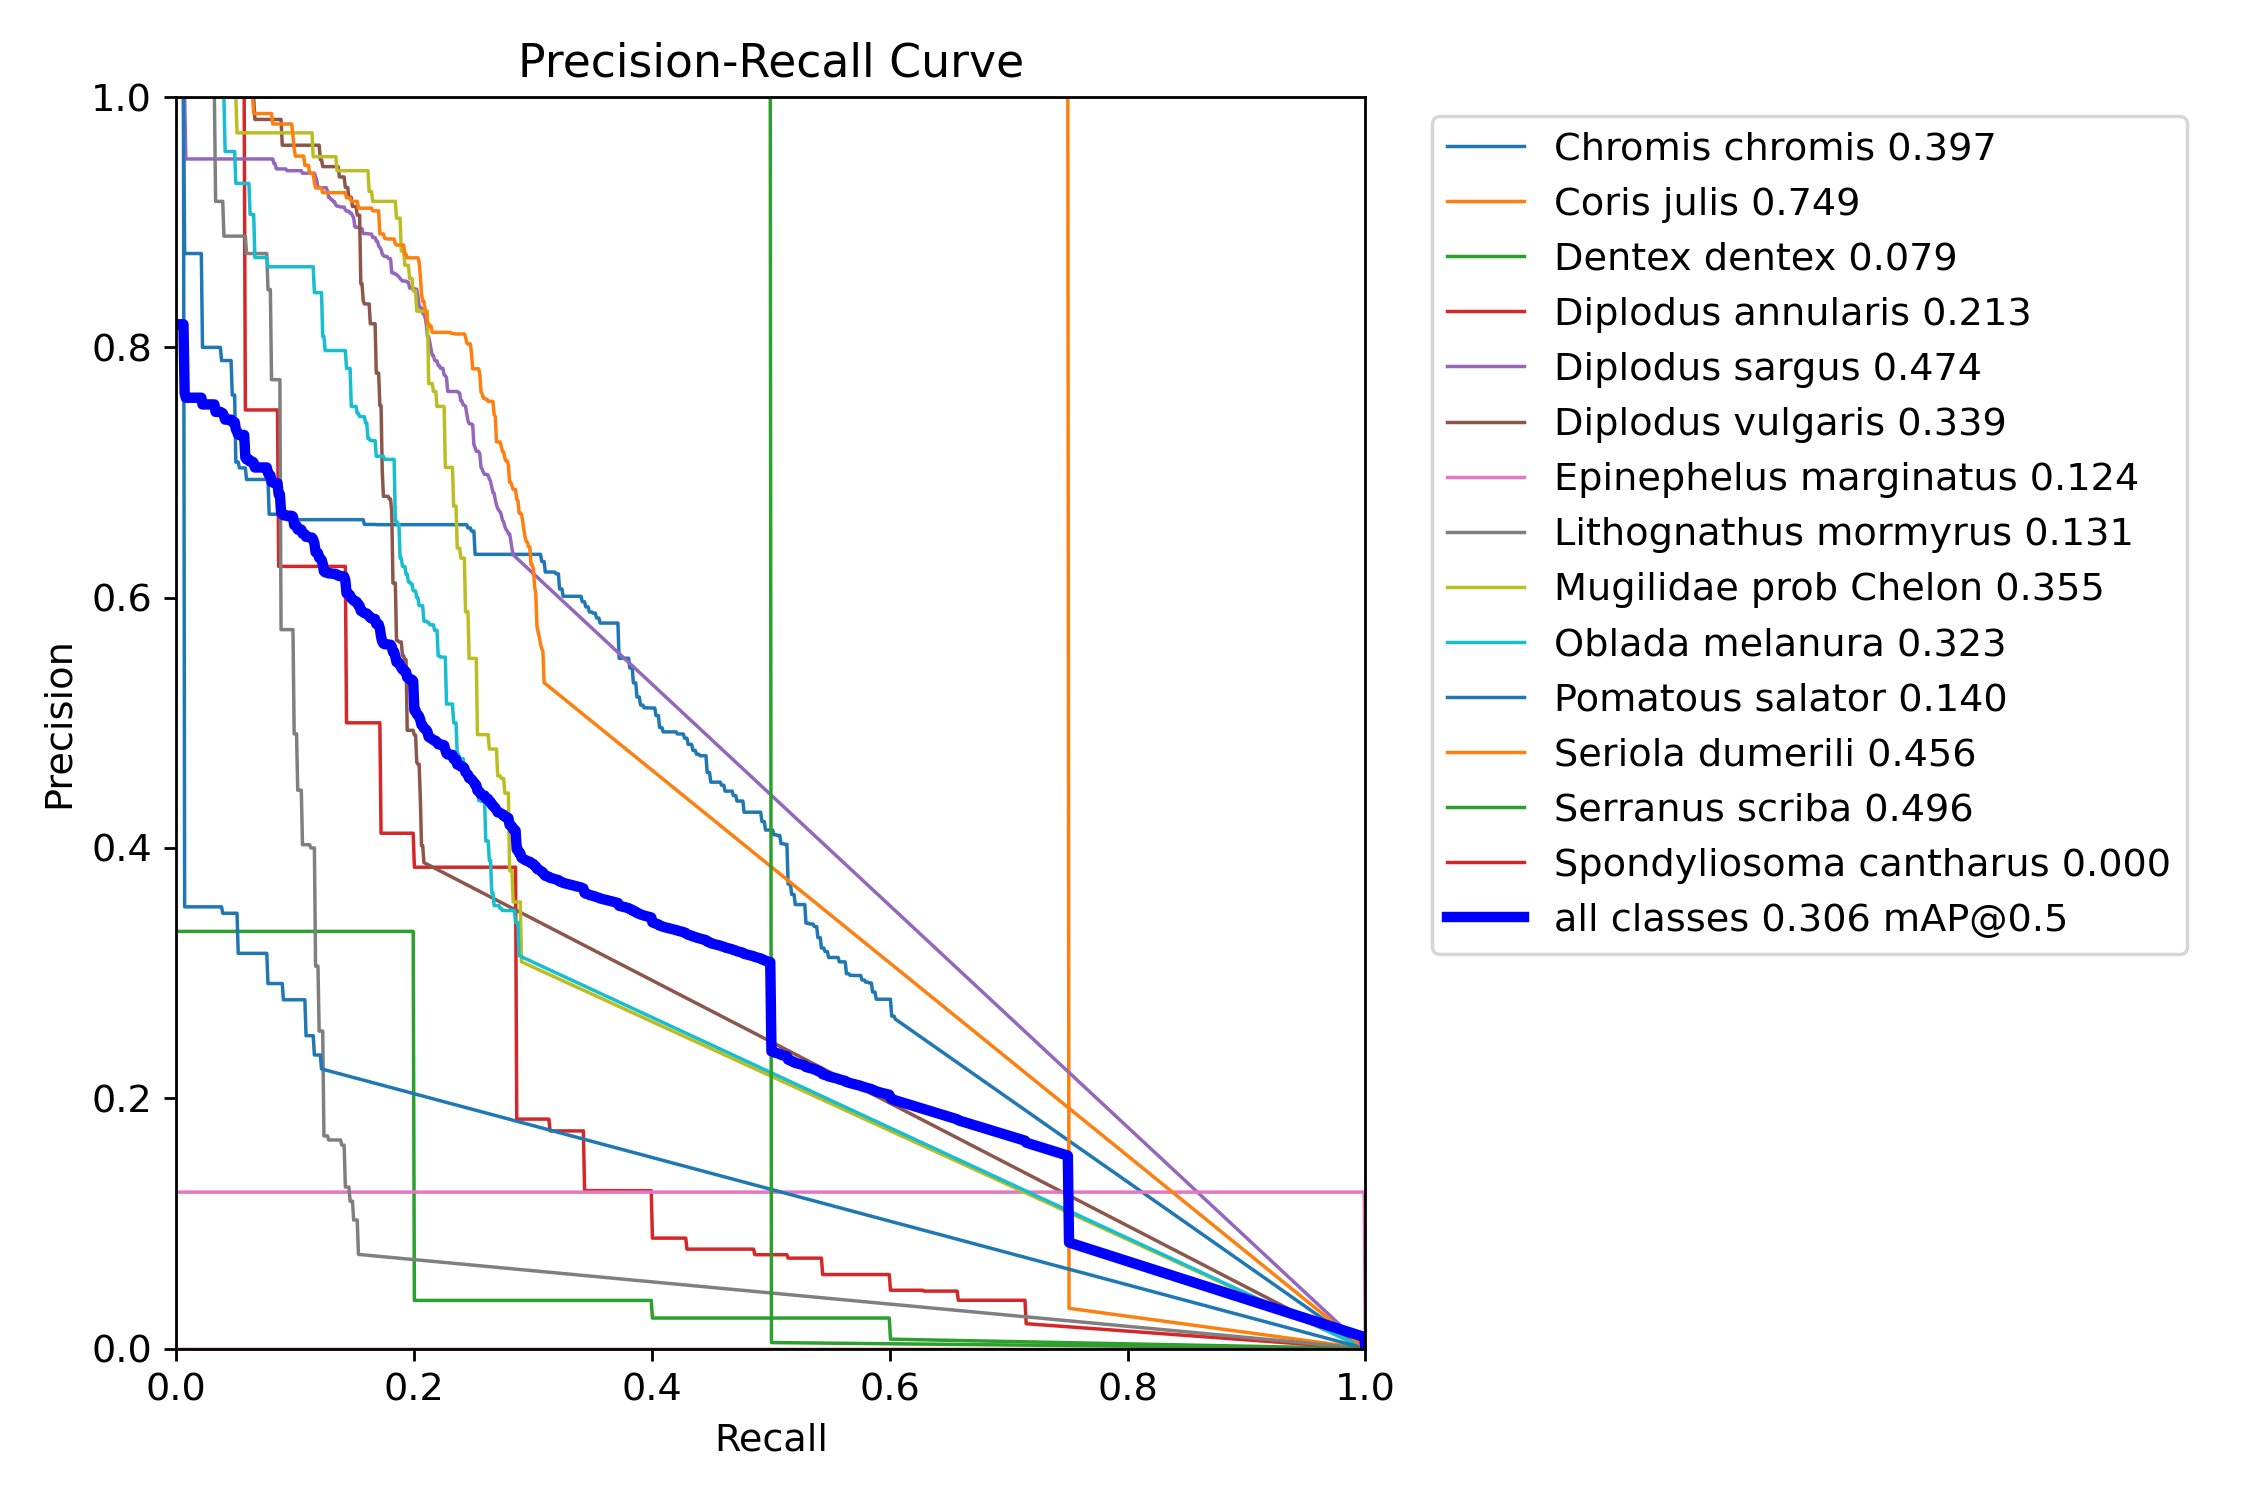 Precision-Recall Curve
1.0
0.8
0.6
0.4
0.2
0.0
Precision
0.0 0.2 0.4 0.6 0.8 1.0
Recall
Chromis chromis 0.397
Coris julis 0.749
Dentex dentex 0.079
Diplodus annularis 0.213
Diplodus sargus 0.474
Diplodus vulgaris 0.339
Epinephelus marginatus 0.124
Lithognathus mormyrus 0.131
Mugilidae prob Chelon 0.355
Oblada melanura 0.323
Pomatous salator 0.140
Seriola dumerili 0.456
Serranus scriba 0.496
Spondyliosoma cantharus 0.000
all classes 0.306 mAP@0.5